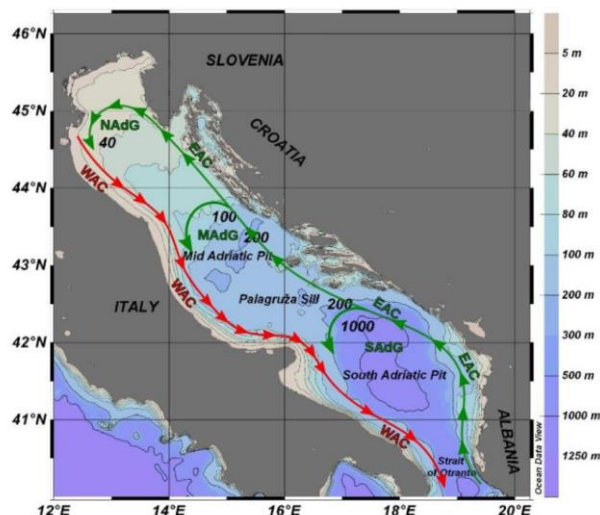 46°N
45°N
44°N
43°N
42°N
41°N
12°E
14°E
16°E
18°E
20°E
SLOVENIA
CROATIA
ITALY
ALBANIA
NAdG
40
EAC
WAC
100
MAdG
200
Mid Adriatic Pit
Palagruža Sill
WAC
200
EAC
1000
SAdG
EAC
South Adriatic Pit
WAC
Strait
of Otranto
Ocean Data View
5 m
20 m
40 m
60 m
80 m
100 m
200 m
300 m
500 m
1000 m
1250 m